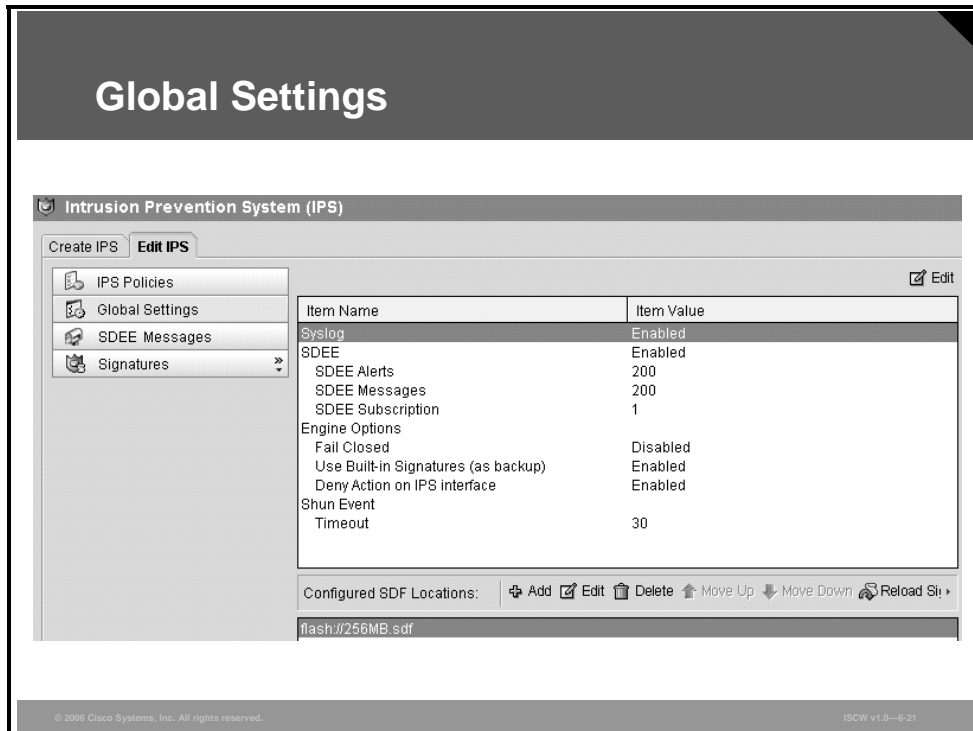 Global Settings
Intrusion Prevention System (IPS)
Create IPS Edit IPS
IPS Policies
Global Settings
SDEE Messages
Signatures
Edit
Item Name Item Value
Syslog Enabled
SDEE Enabled
SDEE Alerts 200
SDEE Messages 200
SDEE Subscription 1
Engine Options
Fail Closed Disabled
Use Built-in Signatures (as backup) Enabled
Deny Action on IPS interface Enabled
Shun Event
Timeout 30
Configured SDF Locations: Add Edit Delete Move Up Move Down Reload
flash://256MB.sdf
© 2006 Cisco Systems, Inc. All rights reserved. ISCW v1.0—6-21